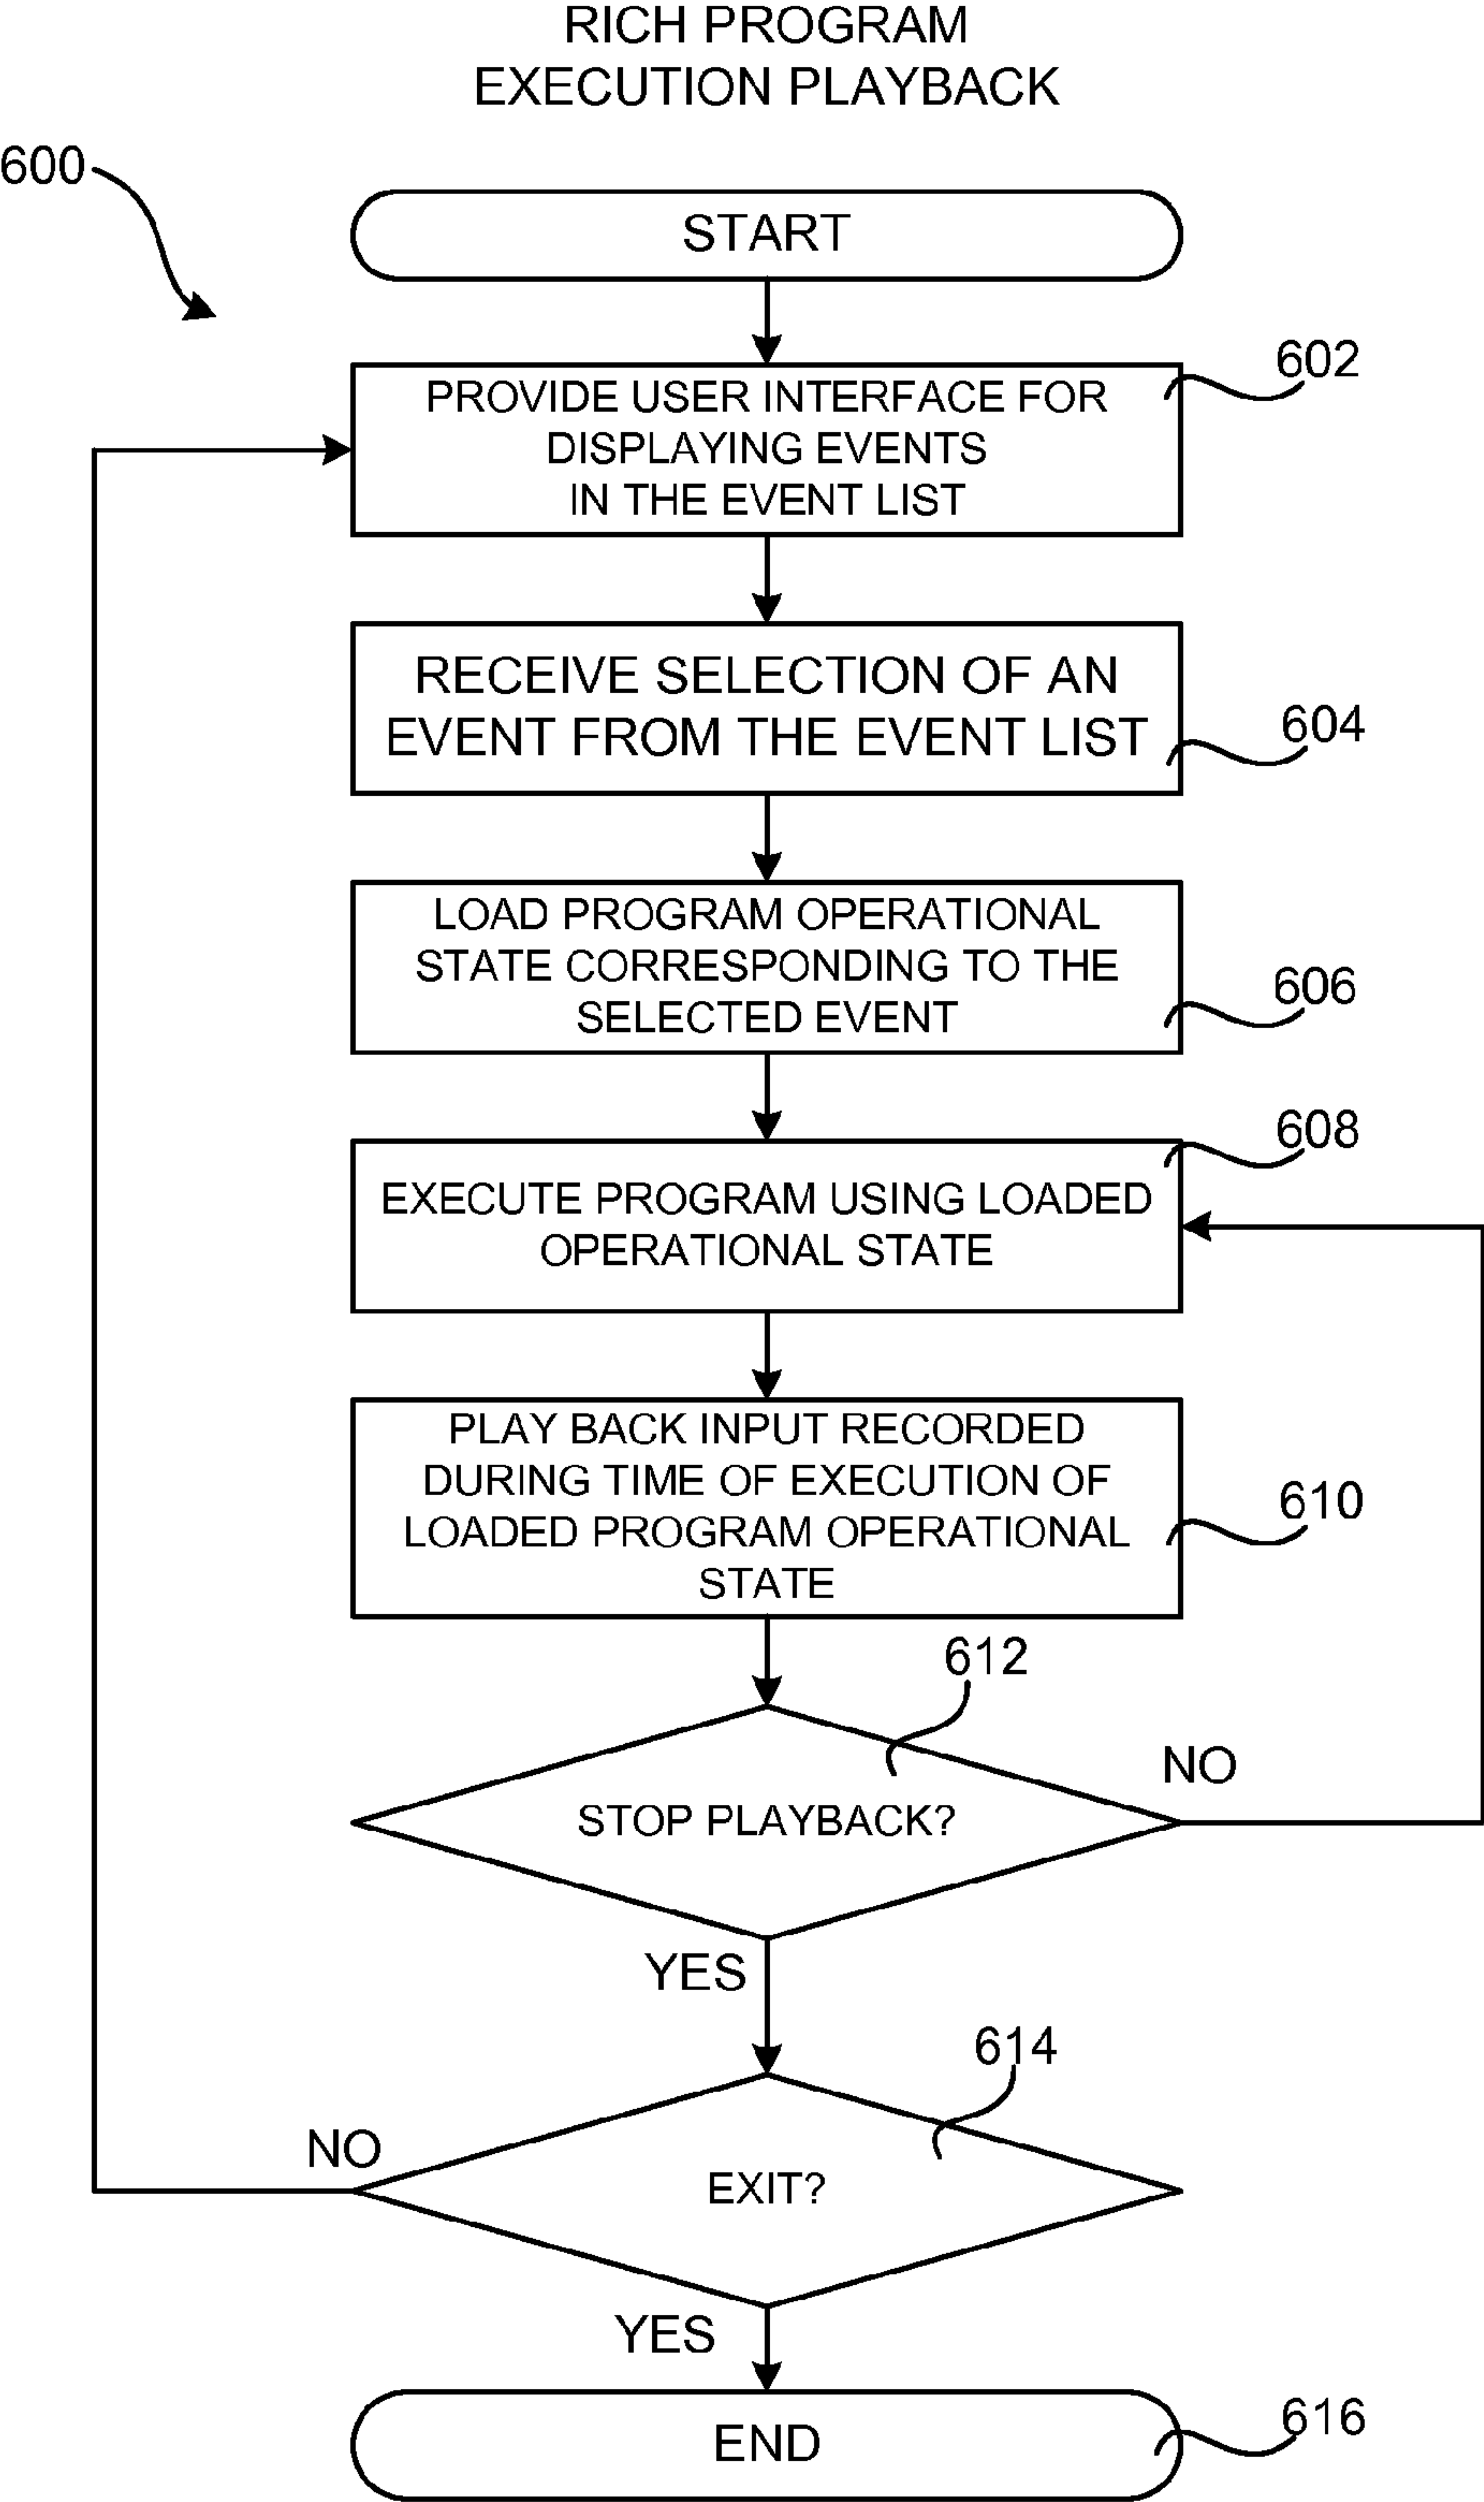 RICH PROGRAM
EXECUTION PLAYBACK
600
START
602
PROVIDE USER INTERFACE FOR
DISPLAYING EVENTS
IN THE EVENT LIST
RECEIVE SELECTION OF AN
EVENT FROM THE EVENT LIST
604
LOAD PROGRAM OPERATIONAL
STATE CORRESPONDING TO THE
SELECTED EVENT
606
608
EXECUTE PROGRAM USING LOADED
OPERATIONAL STATE
PLAY BACK INPUT RECORDED
DURING TIME OF EXECUTION OF
LOADED PROGRAM OPERATIONAL
STATE
610
612
NO
STOP PLAYBACK?
YES
614
NO
EXIT?
YES
END
616